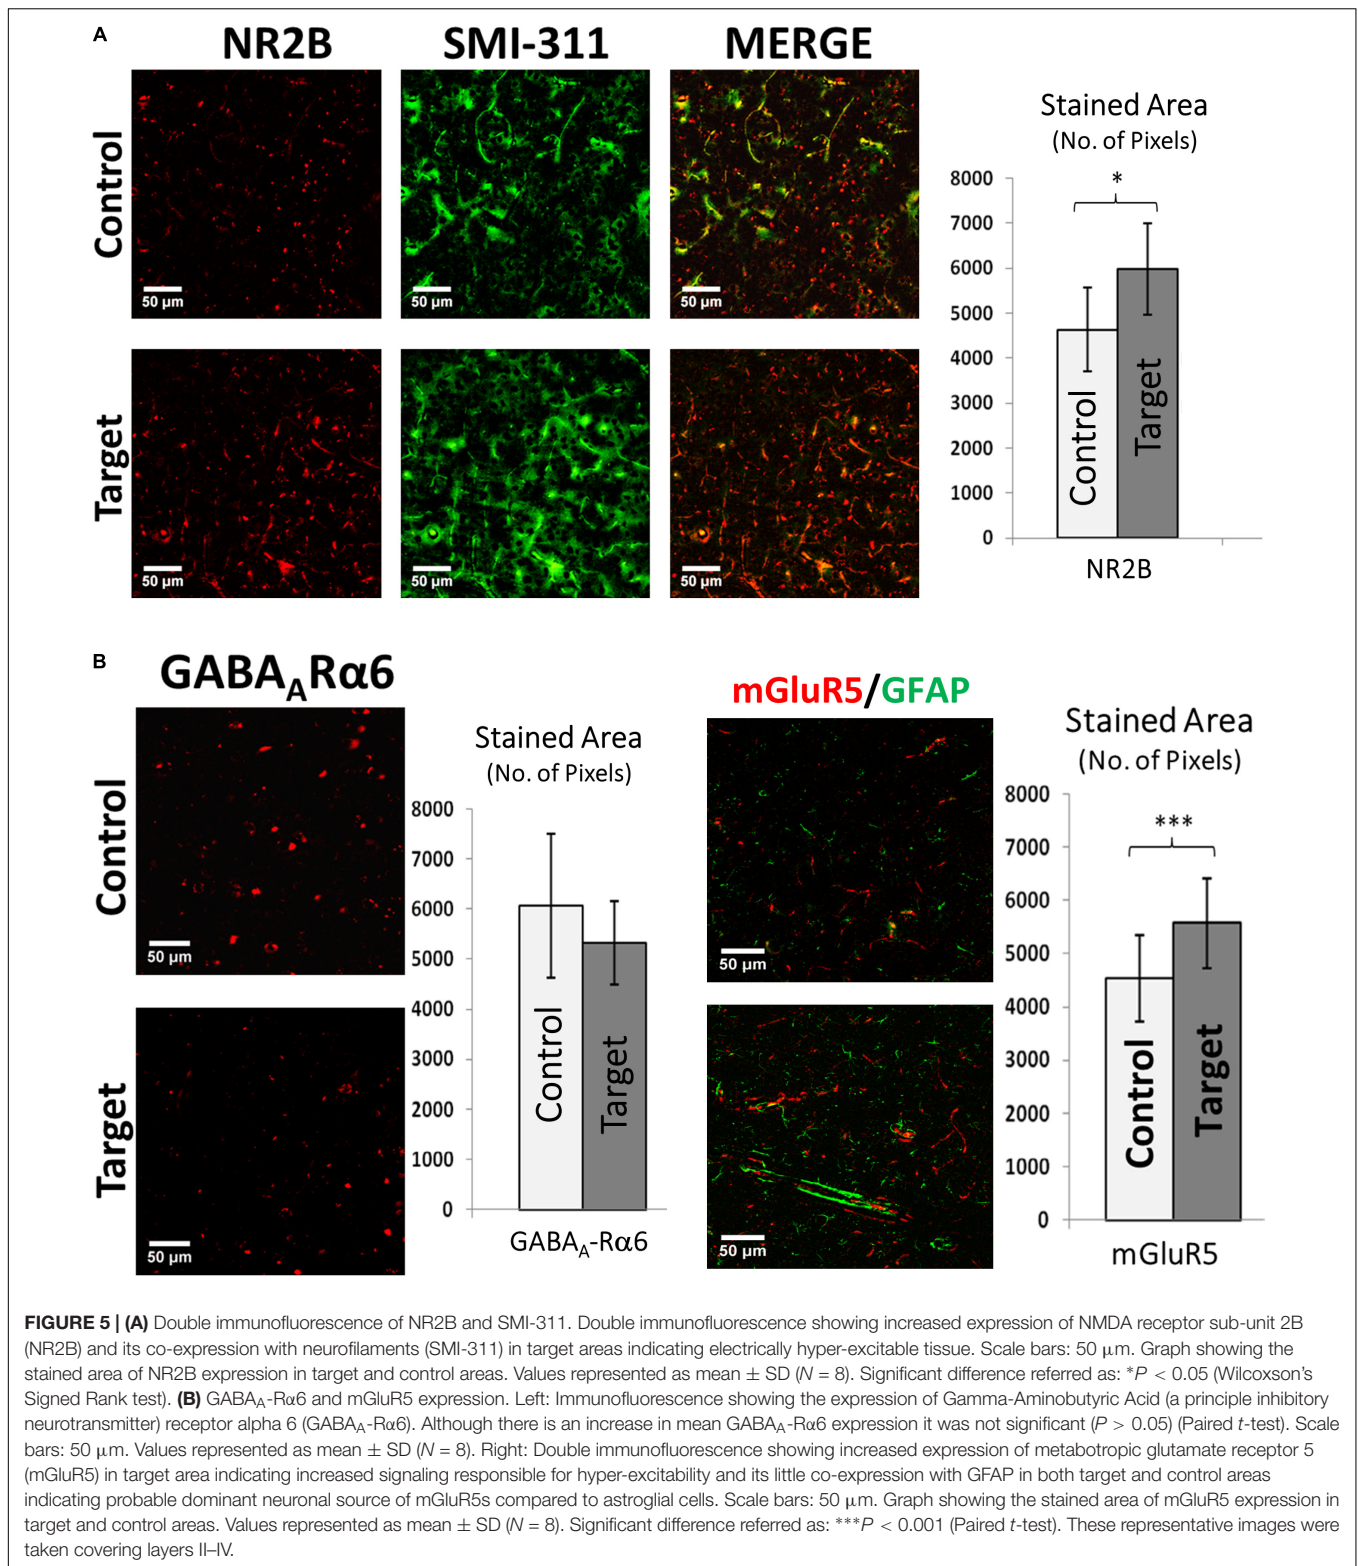 A
NR2B SMI-311 MERGE
Control
50 µm 50 µm 50 µm
Target
50 µm 50 µm 50 µm
Stained Area
(No. of Pixels)
8000
7000
6000
5000
4000
3000
2000
1000
0
*
Control Target
NR2B
B
GABAARα6
Control
50 µm
Target
50 µm
Stained Area
(No. of Pixels)
8000
7000
6000
5000
4000
3000
2000
1000
0
Control Target
GABAA-Rα6
mGluR5/GFAP
50 µm
50 µm
Stained Area
(No. of Pixels)
8000
7000
6000
5000
4000
3000
2000
1000
0
***
Control Target
mGluR5
FIGURE 5 | (A) Double immunofluorescence of NR2B and SMI-311. Double immunofluorescence showing increased expression of NMDA receptor sub-unit 2B
(NR2B) and its co-expression with neurofilaments (SMI-311) in target areas indicating electrically hyper-excitable tissue. Scale bars: 50 µm. Graph showing the
stained area of NR2B expression in target and control areas. Values represented as mean ± SD (N = 8). Significant difference referred as: *P < 0.05 (Wilcoxon's
Signed Rank test). (B) GABAA-Rα6 and mGluR5 expression. Left: Immunofluorescence showing the expression of Gamma-Aminobutyric Acid (a principle inhibitory
neurotransmitter) receptor alpha 6 (GABAA-Rα6). Although there is an increase in mean GABAA-Rα6 expression it was not significant (P > 0.05) (Paired t-test). Scale
bars: 50 µm. Values represented as mean ± SD (N = 8). Right: Double immunofluorescence showing increased expression of metabotropic glutamate receptor 5
(mGluR5) in target area indicating increased signaling responsible for hyper-excitability and its little co-expression with GFAP in both target and control areas
indicating probable dominant neuronal source of mGluR5s compared to astroglial cells. Scale bars: 50 µm. Graph showing the stained area of mGluR5 expression in
target and control areas. Values represented as mean ± SD (N = 8). Significant difference referred as: ***P < 0.001 (Paired t-test). These representative images were
taken covering layers II–IV.